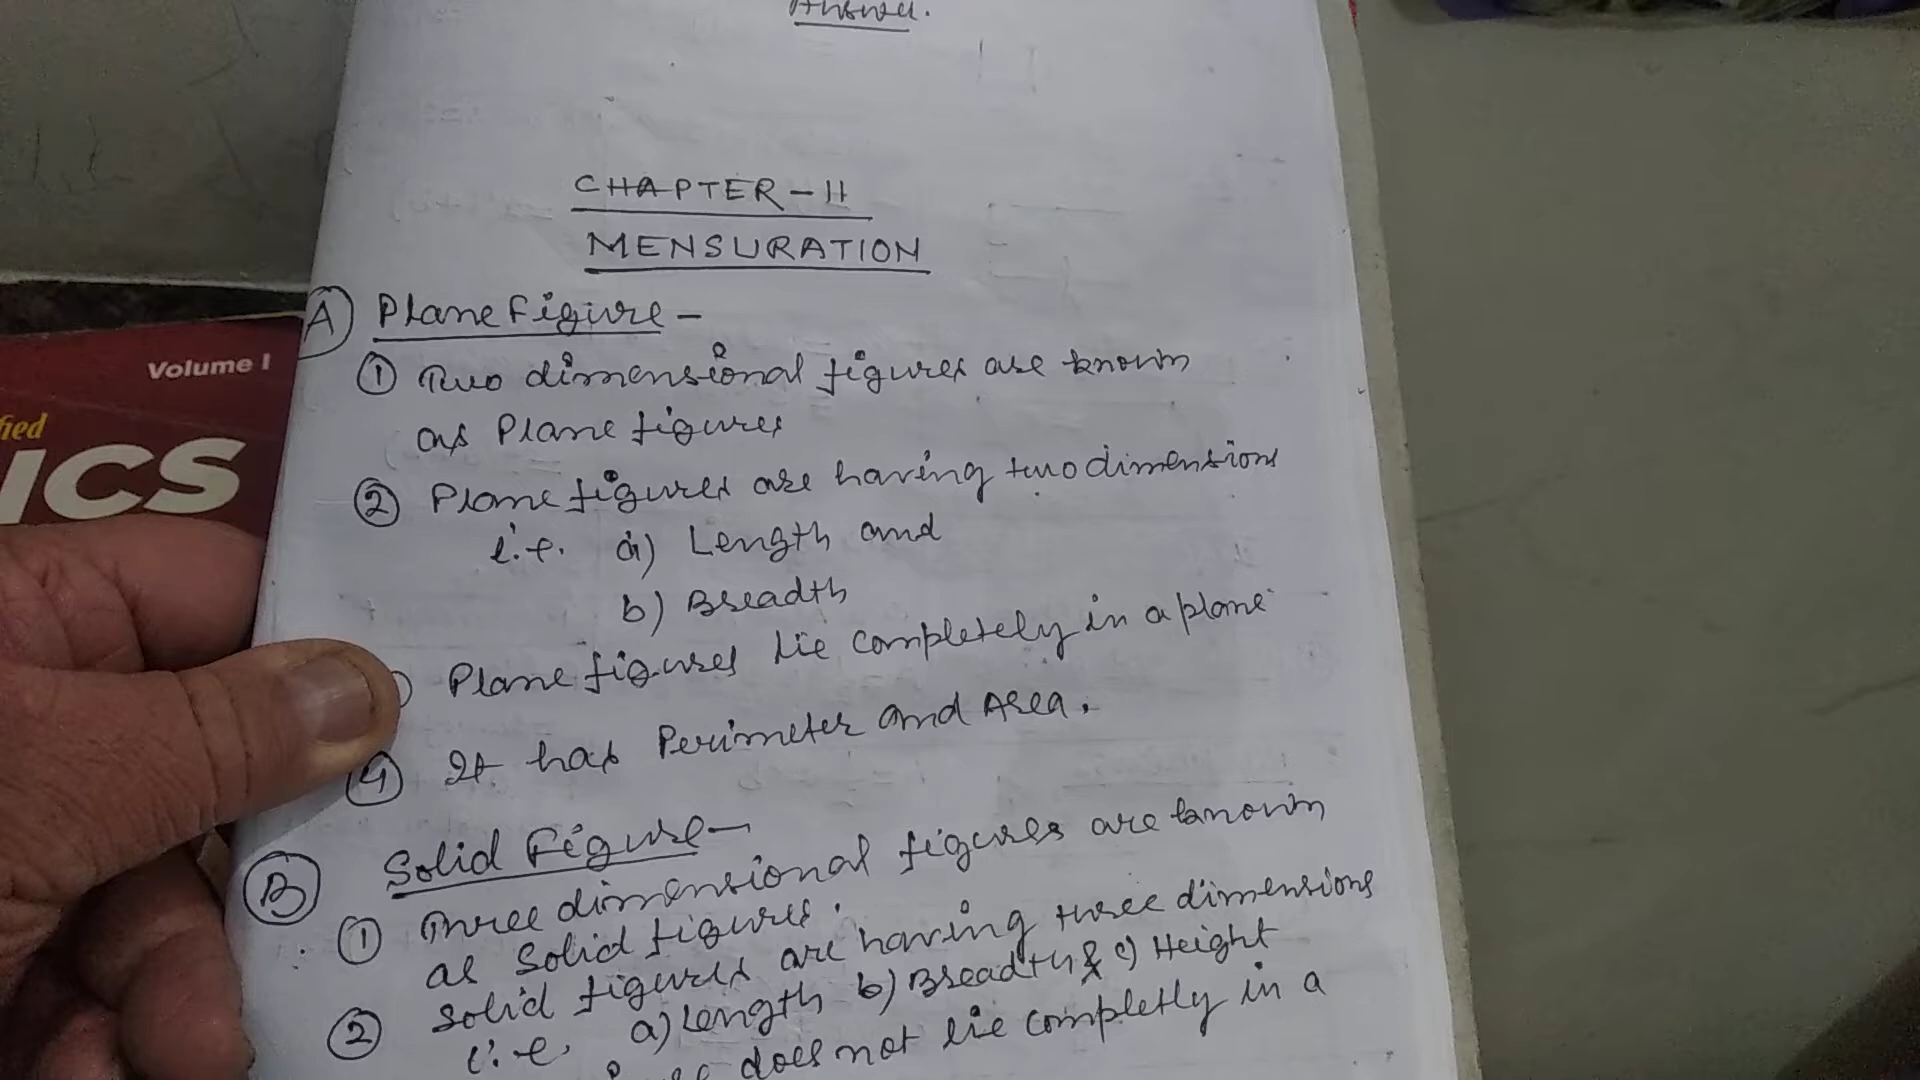 Answer.
CHAPTER-11
MENSURATION
A) Plane Figure -
① Two dimensional figures are known
as Plane figures
② Plane figures are having two dimensions
i.e. a) Length and
b) Breadth
Plane figures lie completely in a plane
④ It has Perimeter and Area.
B Solid Figure -
① Three dimensional figures are known
as Solid figures.
② Solid figures are having three dimensions
i.e. a) Length b) Breadth & c) Height
does not lie completly in a
Volume I
ICS